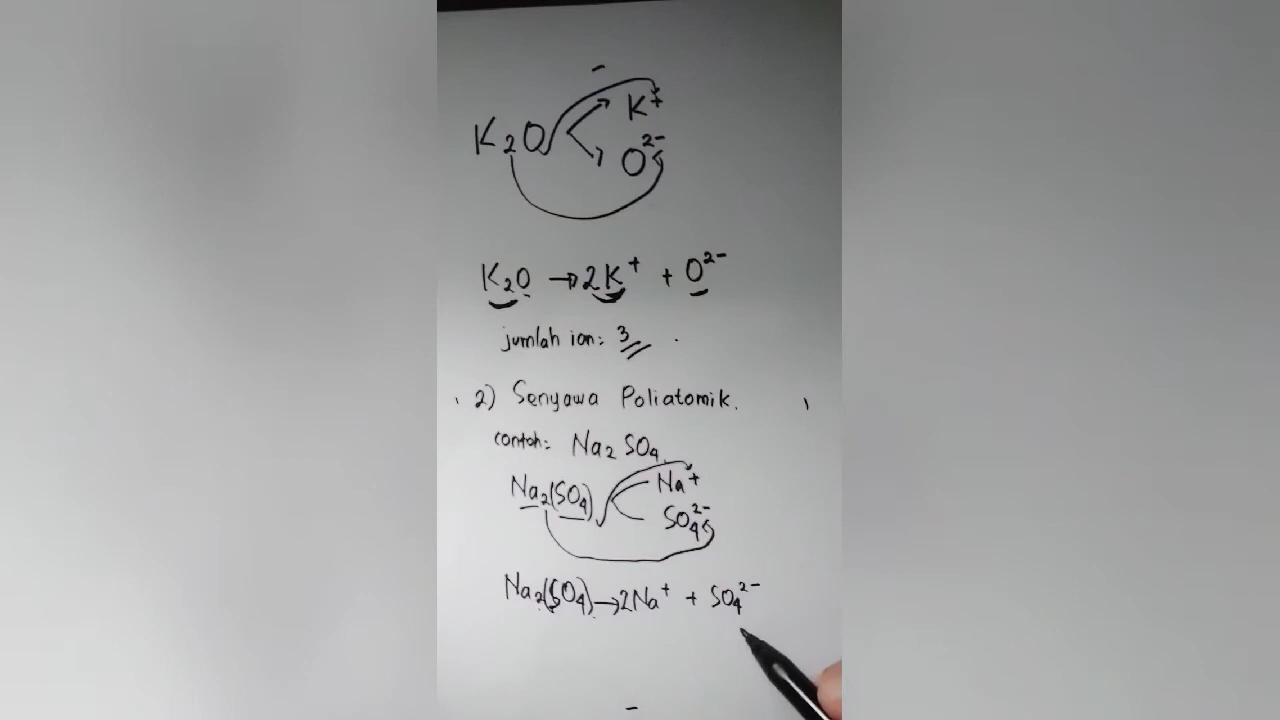 K₂O
K⁺
O²⁻
K₂O → 2K⁺ + O²⁻
jumlah ion: 3
2) Senyawa Poliatomik.
contoh: Na₂SO₄
Na₂(SO₄)
Na⁺
SO₄²⁻
Na₂(SO₄) → 2Na⁺ + SO₄²⁻